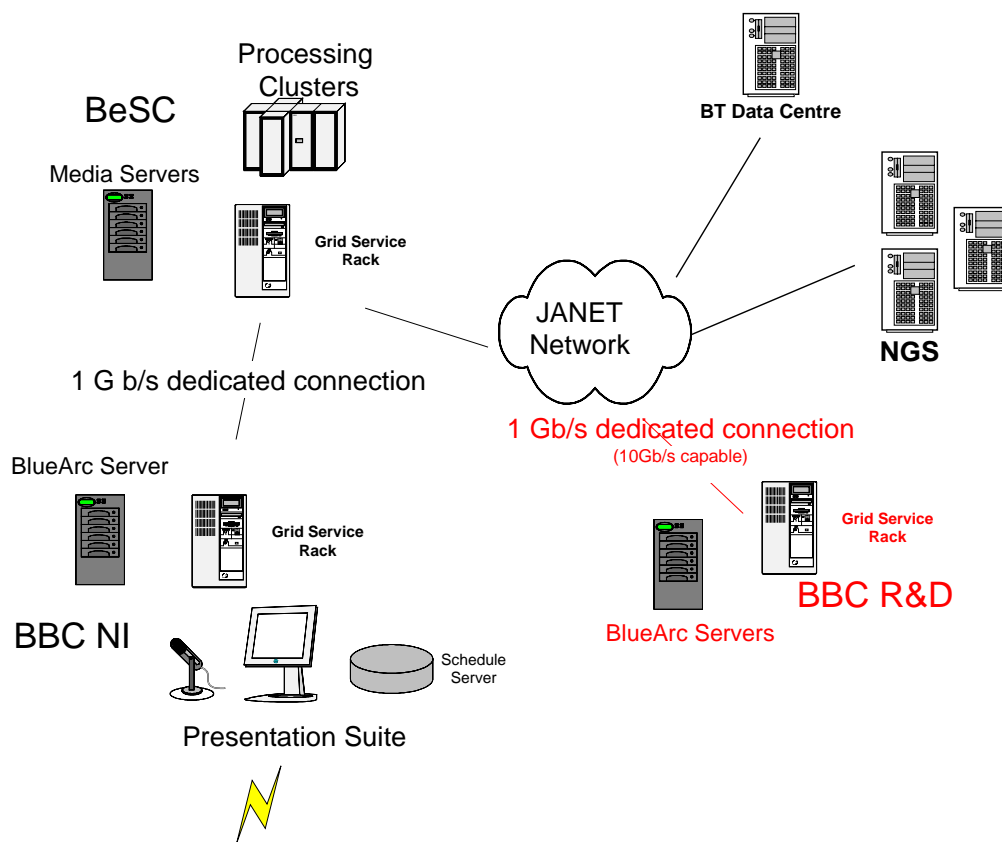 Processing
Clusters
BeSC
Media Servers
Grid Service
Rack
BT Data Centre
NGS
JANET
Network
1 G b/s dedicated connection
1 Gb/s dedicated connection
(10Gb/s capable)
BlueArc Server
Grid Service
Rack
BBC NI
Schedule
Server
Presentation Suite
Grid Service
Rack
BBC R&D
BlueArc Servers